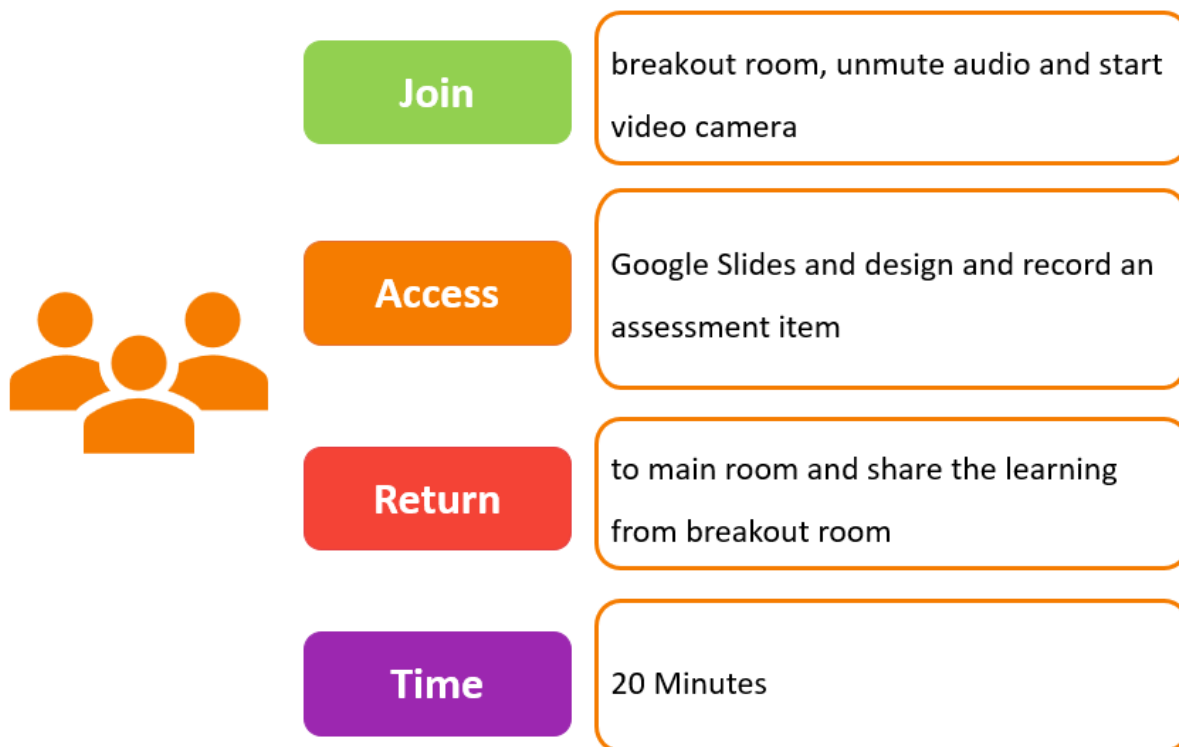 Join
breakout room, unmute audio and start
video camera
Access
Google Slides and design and record an
assessment item
Return
to main room and share the learning
from breakout room
Time
20 Minutes